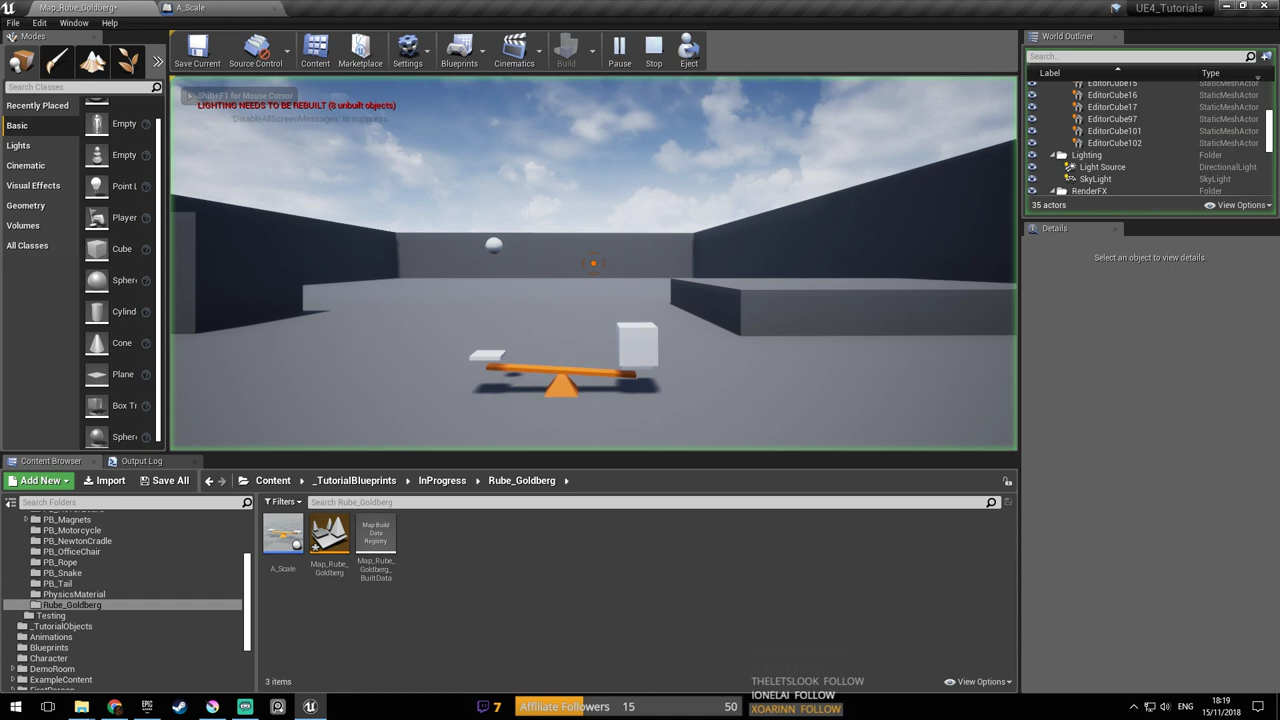 Map_Rube_Goldberg*
A_Scale
UE4_Tutorials
File Edit Window Help
Modes
Search Classes
Recently Placed
Basic
Lights
Cinematic
Visual Effects
Geometry
Volumes
All Classes
Empty
Empty
Point L
Player
Cube
Sphere
Cylind
Cone
Plane
Box Tr
Sphere
Save Current
Source Control
Content
Marketplace
Settings
Blueprints
Cinematics
Build
Pause
Stop
Eject
Shift+F1 for Mouse Cursor
LIGHTING NEEDS TO BE REBUILT (8 unbuilt objects)
'DisableAllScreenMessages' to suppress
World Outliner
Search...
Label Type
EditorCube15 StaticMeshActor
EditorCube16 StaticMeshActor
EditorCube17 StaticMeshActor
EditorCube97 StaticMeshActor
EditorCube101 StaticMeshActor
EditorCube102 StaticMeshActor
Lighting Folder
Light Source DirectionalLight
SkyLight SkyLight
RenderFX Folder
35 actors
View Options
Details
Select an object to view details.
Content Browser
Output Log
Add New
Import
Save All
Content
_TutorialBlueprints
InProgress
Rube_Goldberg
Search Folders
Filters
Search Rube_Goldberg
PB_Magnets
PB_Motorcycle
PB_NewtonCradle
PB_OfficeChair
PB_Rope
PB_Snake
PB_Tail
PhysicsMaterial
Rube_Goldberg
Testing
_TutorialObjects
Animations
Blueprints
Character
DemoRoom
ExampleContent
A_Scale
Map_Rube_
Goldberg
Map Build
Data
Registry
Map_Rube_
Goldberg_
BuiltData
3 items
View Options
THELETSLOOK FOLLOW
IONELAI FOLLOW
XOARINN FOLLOW
7
Affiliate Followers 15 50
ENG
18:19
15/11/2018